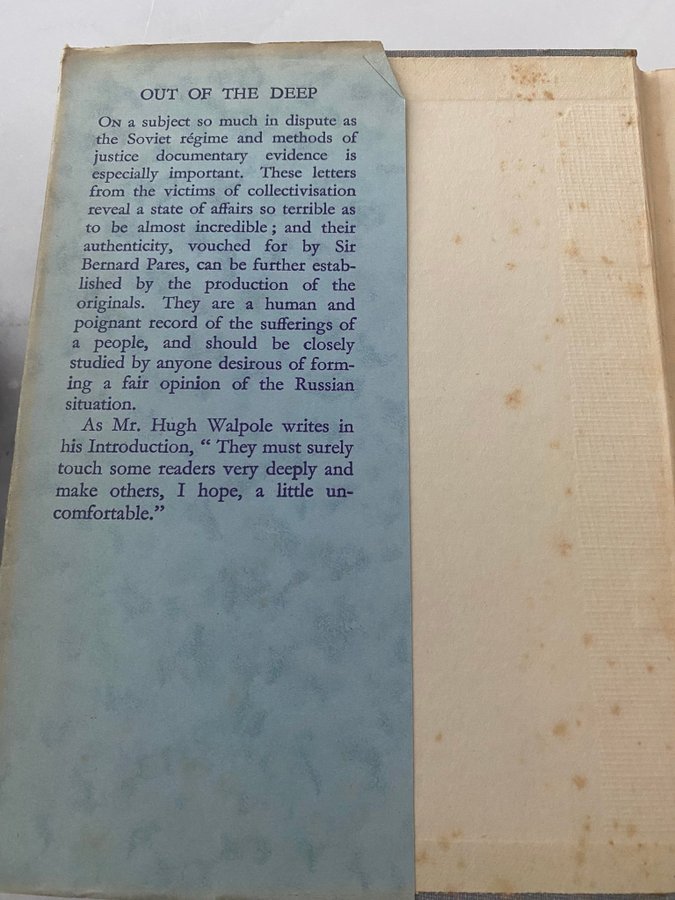 OUT OF THE DEEP
ON a subject so much in dispute as
the Soviet régime and methods of
justice documentary evidence is
especially important. These letters
from the victims of collectivisation
reveal a state of affairs so terrible as
to be almost incredible; and their
authenticity, vouched for by Sir
Bernard Pares, can be further estab-
lished by the production of the
originals. They are a human and
poignant record of the sufferings of
a people, and should be closely
studied by anyone desirous of form-
ing a fair opinion of the Russian
situation.
As Mr. Hugh Walpole writes in
his Introduction, “ They must surely
touch some readers very deeply and
make others, I hope, a little un-
comfortable.”